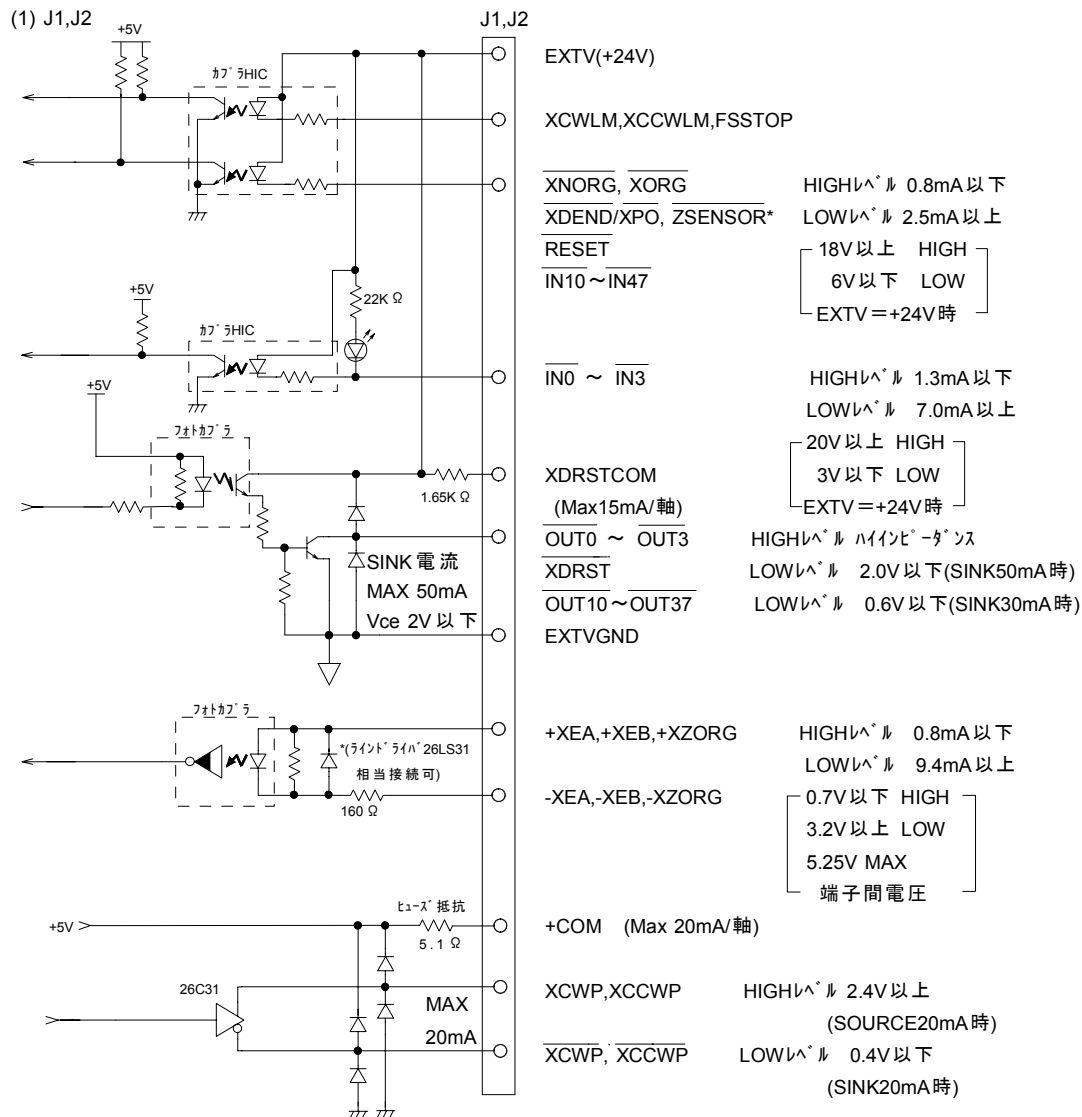 (1) J1,J2
+5V
J1,J2
EXTV(+24V)
ｶﾌﾟﾗHIC
XCWLM,XCCWLM,FSSTOP
XNORG, XORG HIGHﾚﾍﾞﾙ 0.8mA以下
XDEND/XPO, ZSENSOR* LOWﾚﾍﾞﾙ 2.5mA以上
RESET 18V以上 HIGH
IN10～IN47 6V以下 LOW
EXTV＝+24V時
22KΩ
+5V
ｶﾌﾟﾗHIC
IN0 ～ IN3 HIGHﾚﾍﾞﾙ 1.3mA以下
LOWﾚﾍﾞﾙ 7.0mA以上
+5V
ﾌｫﾄｶﾌﾟﾗ
20V以上 HIGH
XDRSTCOM 3V以下 LOW
1.65KΩ
(Max15mA/軸) EXTV＝+24V時
OUT0 ～ OUT3 HIGHﾚﾍﾞﾙ ﾊｲｲﾝﾋﾟｰﾀﾞﾝｽ
SINK電流
XDRST LOWﾚﾍﾞﾙ 2.0V以下(SINK50mA時)
MAX 50mA
OUT10～OUT37 LOWﾚﾍﾞﾙ 0.6V以下(SINK30mA時)
Vce 2V以下
EXTVGND
ﾌｫﾄｶﾌﾟﾗ
+XEA,+XEB,+XZORG HIGHﾚﾍﾞﾙ 0.8mA以下
*(ﾗｲﾝﾄﾞﾗｲﾊﾞ26LS31
相当接続可)
LOWﾚﾍﾞﾙ 9.4mA以上
-XEA,-XEB,-XZORG 0.7V以下 HIGH
160Ω
3.2V以上 LOW
5.25V MAX
端子間電圧
ﾋｭｰｽﾞ抵抗
+5V
5.1Ω
+COM (Max 20mA/軸)
26C31
MAX
20mA
XCWP,XCCWP HIGHﾚﾍﾞﾙ 2.4V以上
(SOURCE20mA時)
XCWP, XCCWP LOWﾚﾍﾞﾙ 0.4V以下
(SINK20mA時)